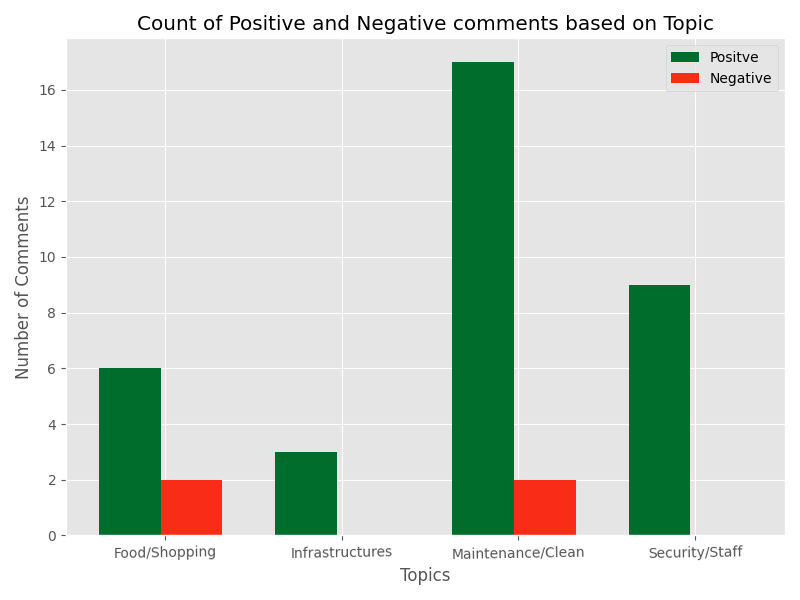 Count of Positive and Negative comments based on Topic
Positve
Negative
Number of Comments
16
14
12
10
8
6
4
2
0
Food/Shopping
Infrastructures
Maintenance/Clean
Security/Staff
Topics